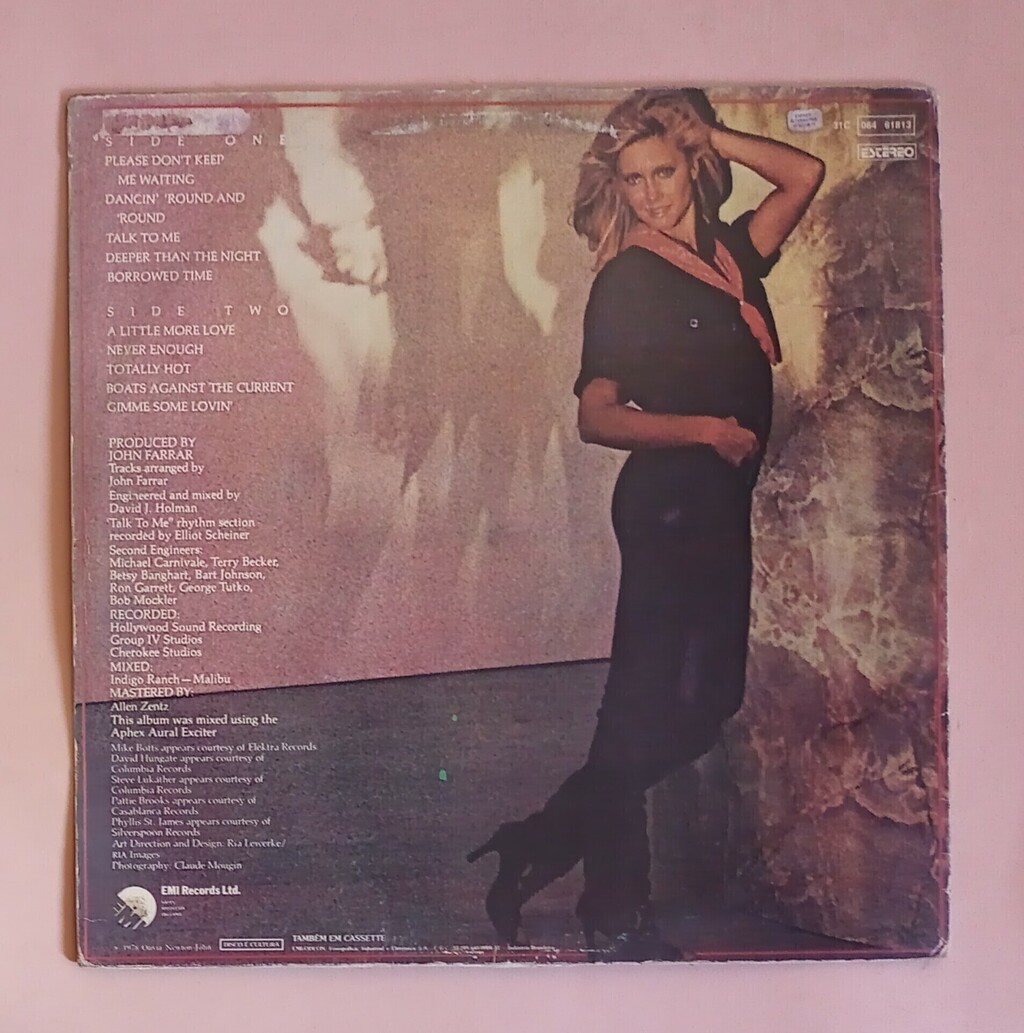 SIDE ONE
PLEASE DON'T KEEP
ME WAITING
DANCIN' 'ROUND AND
'ROUND
TALK TO ME
DEEPER THAN THE NIGHT
BORROWED TIME
SIDE TWO
A LITTLE MORE LOVE
NEVER ENOUGH
TOTALLY HOT
BOATS AGAINST THE CURRENT
GIMME SOME LOVIN'
PRODUCED BY
JOHN FARRAR
Tracks arranged by
John Farrar
Engineered and mixed by
David J. Holman
"Talk To Me" rhythm section
recorded by Elliot Scheiner
Second Engineers:
Michael Carnivale, Terry Becker,
Betsy Banghart, Bart Johnson,
Ron Garrett, George Tutko,
Bob Mockler
RECORDED:
Hollywood Sound Recording
Group IV Studios
Cherokee Studios
MIXED:
Indigo Ranch—Malibu
MASTERED BY:
Allen Zentz
This album was mixed using the
Aphex Aural Exciter
Mike Botts appears courtesy of Elektra Records
David Hungate appears courtesy of
Columbia Records
Steve Lukather appears courtesy of
Columbia Records
Pattie Brooks appears courtesy of
Casablanca Records
Phyllis St. James appears courtesy of
Silverspoon Records
Art Direction and Design: Ria Lewerke/
RIA Images
Photography: Claude Mougin
EMI
EMI Records Ltd.
1978 Olivia Newton-John
DISCO É CULTURA
TAMBÉM EM CASSETTE
31C 064 61813
ESTÉREO